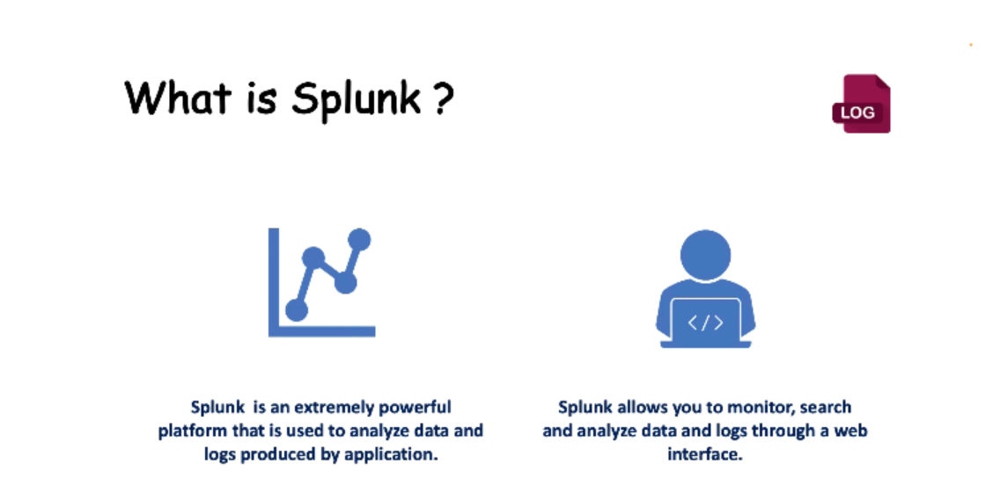 What is Splunk ?
LOG
</>
Splunk is an extremely powerful
platform that is used to analyze data and
logs produced by application.
Splunk allows you to monitor, search
and analyze data and logs through a web
interface.